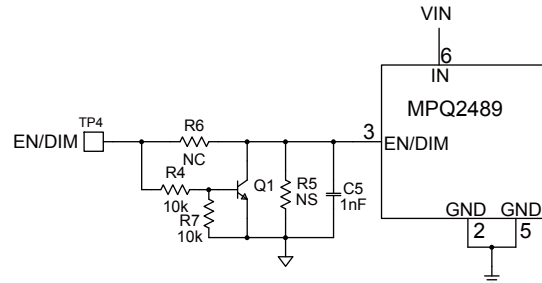 VIN
6
IN
MPQ2489
TP4
EN/DIM
R6
NC
3
EN/DIM
R4
10k
Q1
R5
NS
C5
1nF
R7
10k
GND
GND
2
5